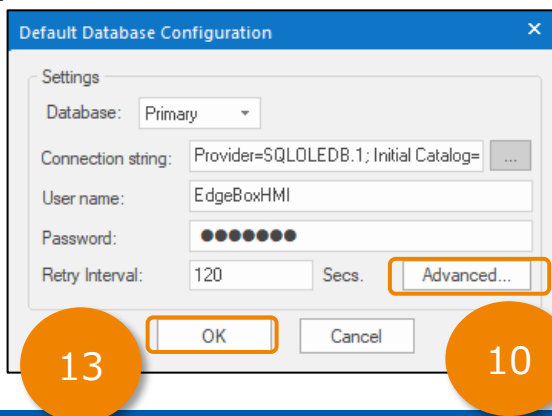 Default Database Configuration ×
Settings
Database: Primary
Connection string: Provider=SQLOLEDB.1; Initial Catalog= ...
User name: EdgeBoxHMI
Password: ●●●●●●●
Retry Interval: 120 Secs. Advanced...
OK Cancel
13 10